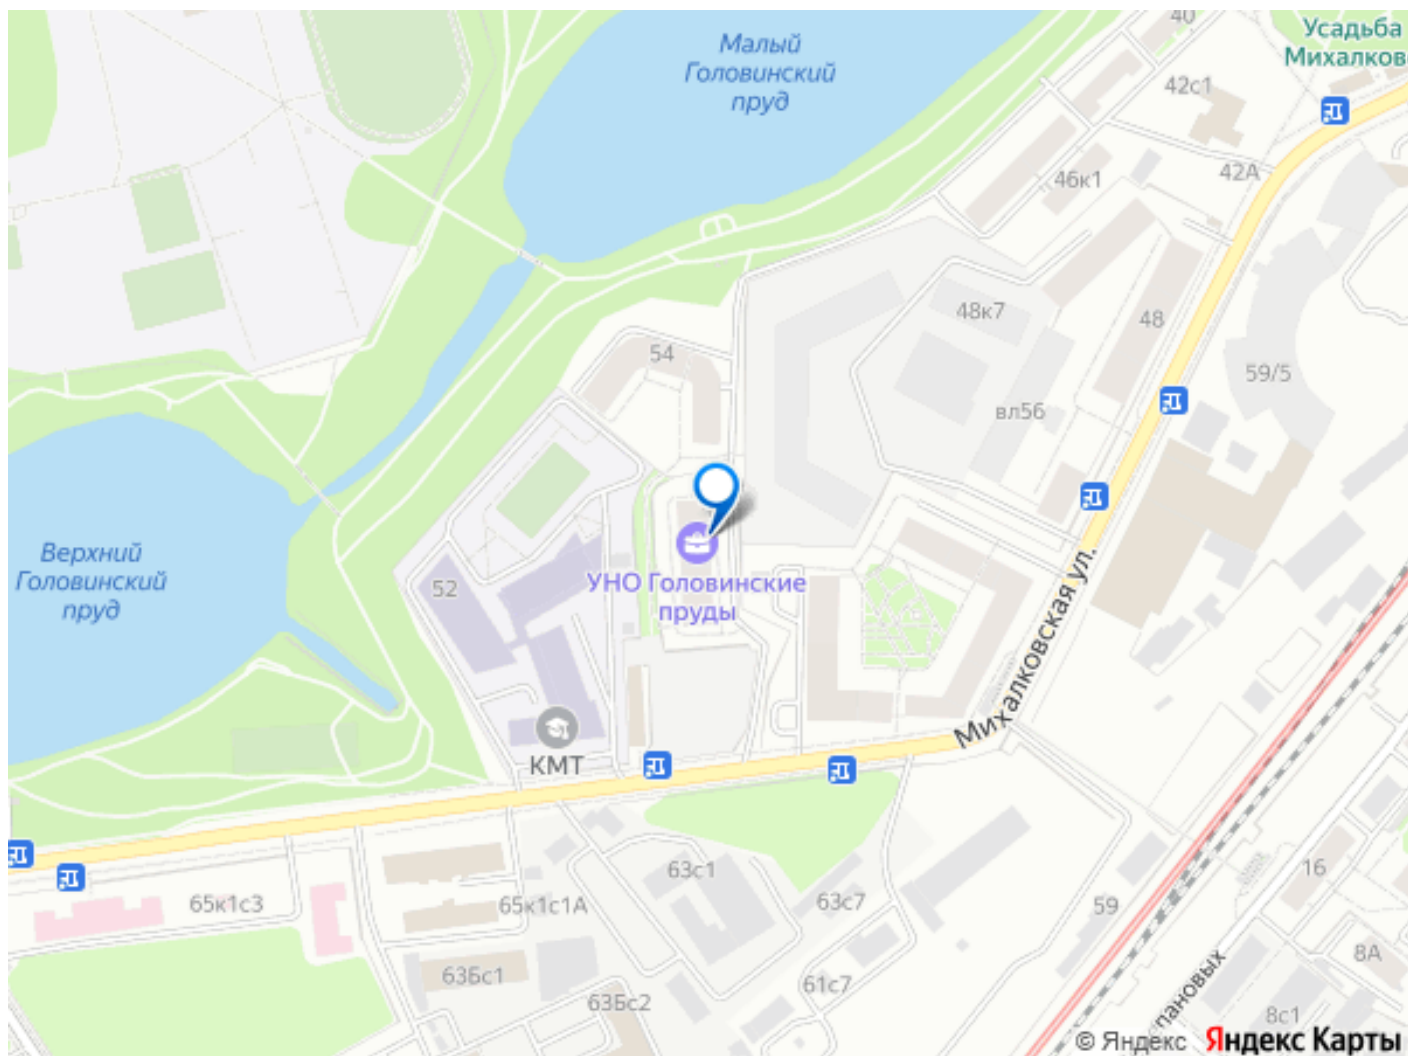 40
Усадьба
Михалков
Малый
Головинский
пруд
42с1
42А
46к1
48к7
48
54
59/5
вл56
Верхний
Головинский
пруд
52
УНО Головинские
пруды
Михалковская ул.
КМТ
63с1
16
65к1с3
65к1с1А
63с7
59
8А
63Бс1
61с7
63Бс2
пановых
8с1
© Яндекс Яндекс Карты